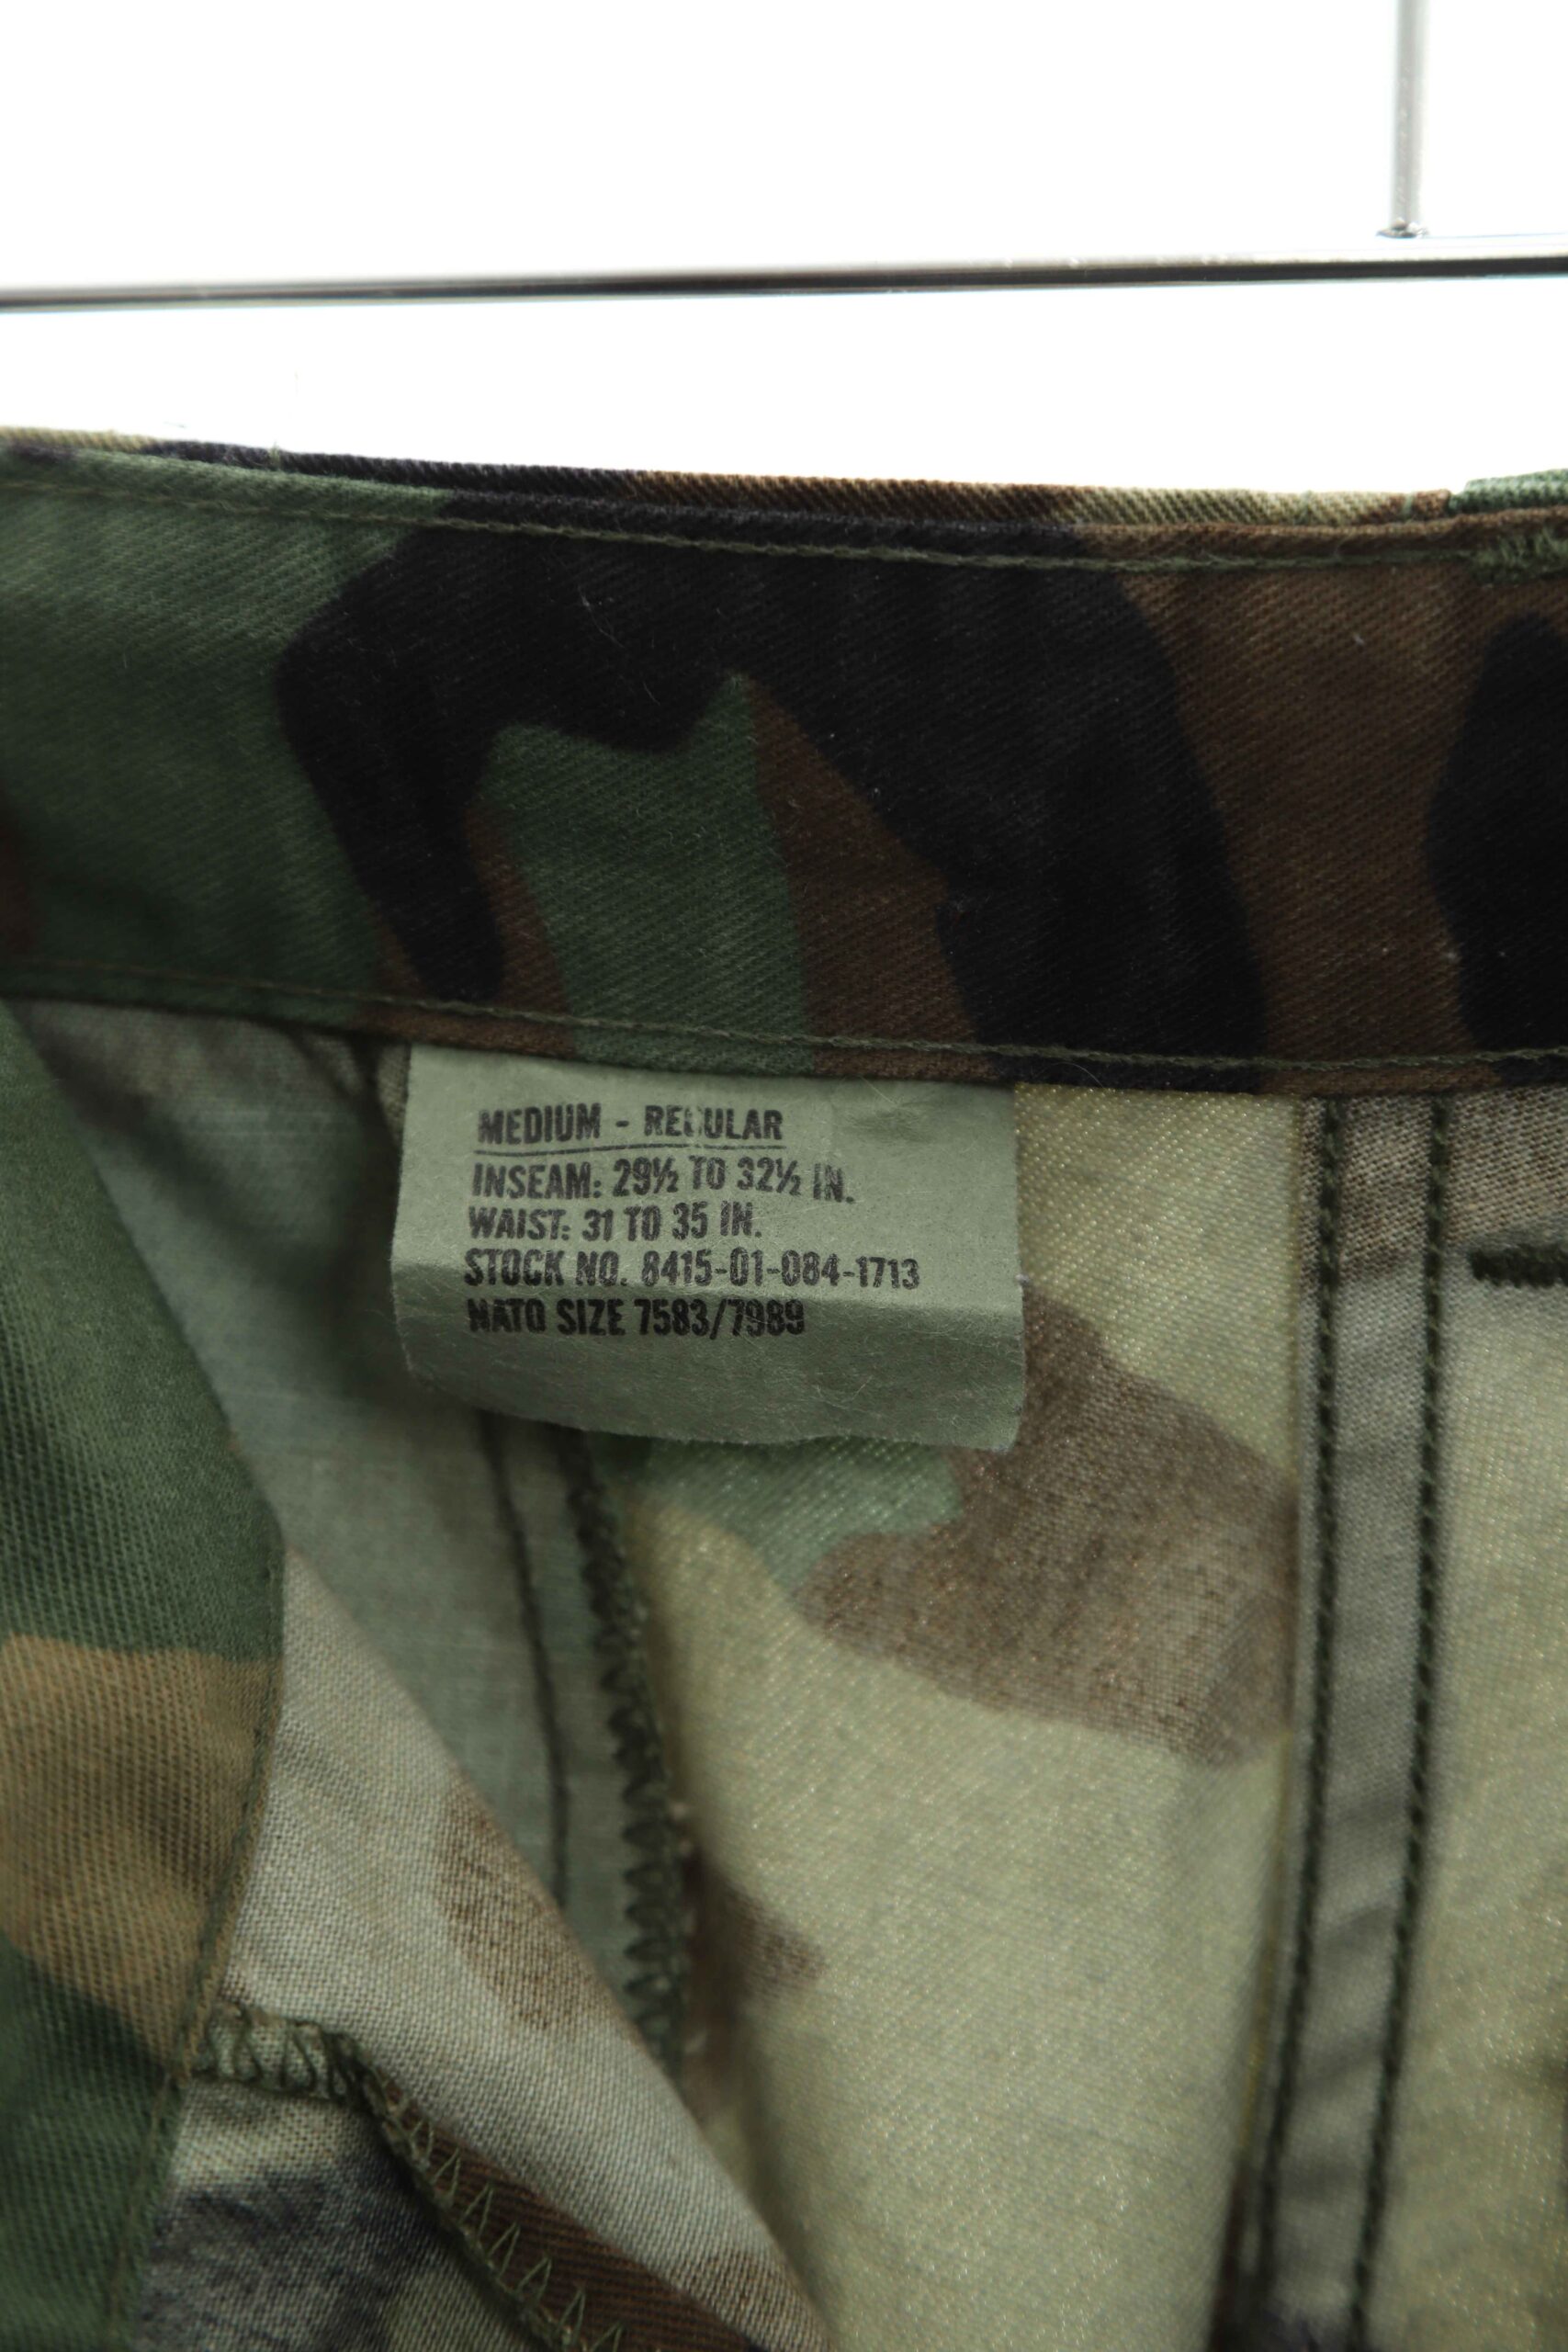 MEDIUM - REGULAR
INSEAM: 29½ TO 32½ IN.
WAIST: 31 TO 35 IN.
STOCK NO. 8415-01-084-1713
NATO SIZE 7583/7989